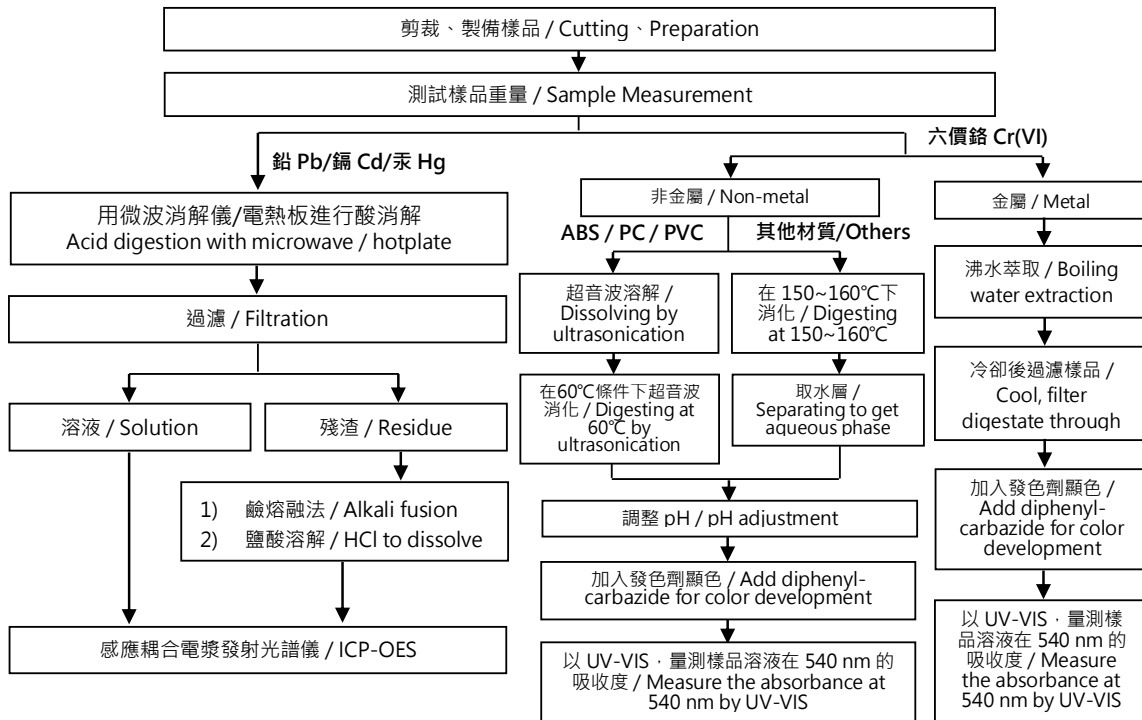 剪裁、製備樣品 / Cutting、Preparation
測試樣品重量 / Sample Measurement
鉛 Pb/鎘 Cd/汞 Hg
六價鉻 Cr(VI)
用微波消解儀/電熱板進行酸消解
Acid digestion with microwave / hotplate
過濾 / Filtration
溶液 / Solution
殘渣 / Residue
1) 鹼熔融法 / Alkali fusion
2) 鹽酸溶解 / HCl to dissolve
感應耦合電漿發射光譜儀 / ICP-OES
非金屬 / Non-metal
ABS / PC / PVC
其他材質/Others
超音波溶解 /
Dissolving by
ultrasonication
在60℃條件下超音波
消化 / Digesting at
60℃ by
ultrasonication
在 150~160℃下
消化 / Digesting
at 150~160℃
取水層 /
Separating to get
aqueous phase
調整 pH / pH adjustment
加入發色劑顯色 / Add diphenyl-
carbazide for color development
以 UV-VIS﹐量測樣品溶液在 540 nm 的
吸收度 / Measure the absorbance at
540 nm by UV-VIS
金屬 / Metal
沸水萃取 / Boiling
water extraction
冷卻後過濾樣品 /
Cool, filter
digestate through
加入發色劑顯色 /
Add diphenyl-
carbazide for color
development
以 UV-VIS﹐量測樣
品溶液在 540 nm 的
吸收度 / Measure
the absorbance at
540 nm by UV-VIS